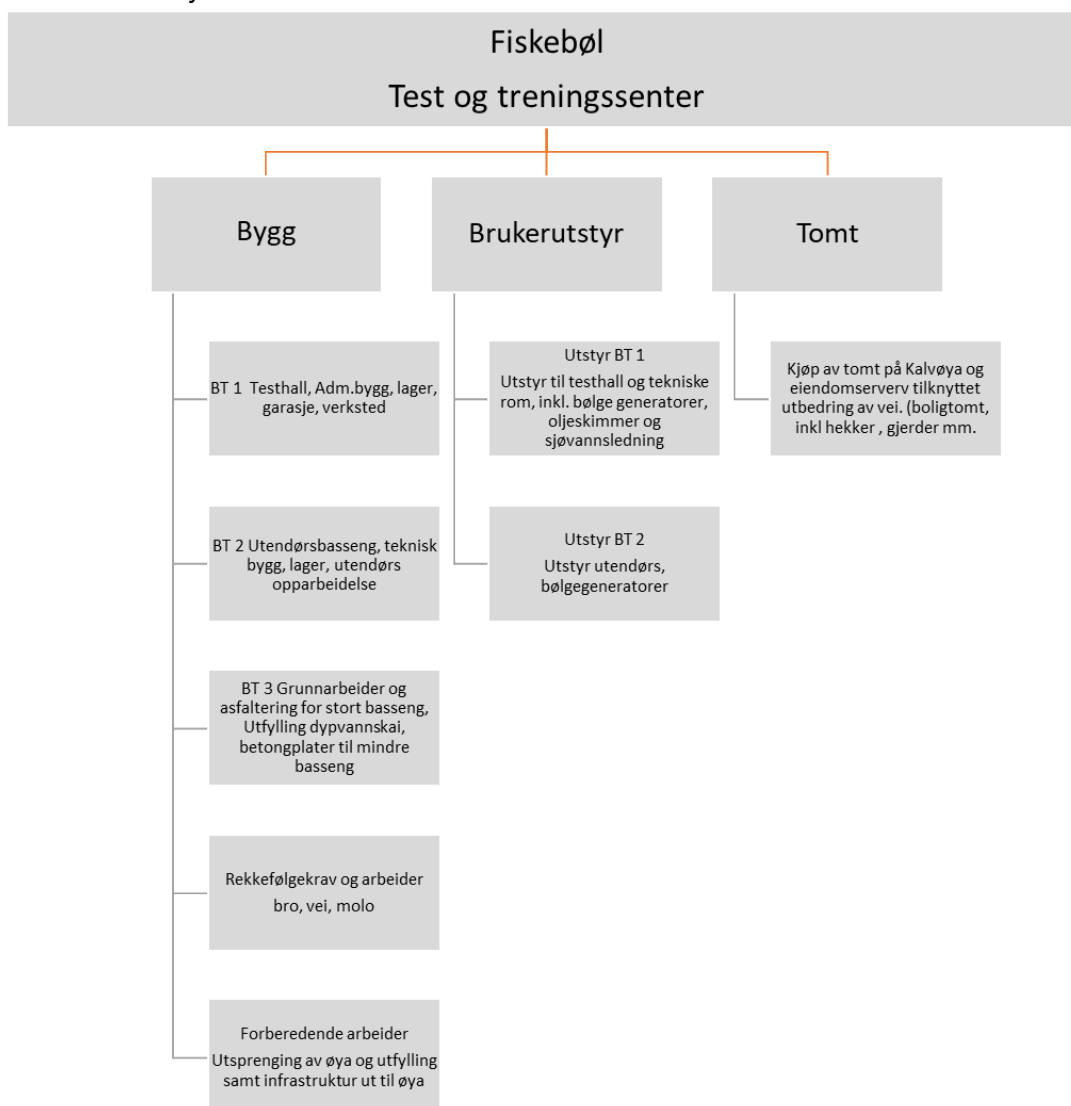 Fiskebøl
Test og treningssenter
Bygg
BT 1 Testhall, Adm.bygg, lager,
garasje, verksted
BT 2 Utendørsbasseng, teknisk
bygg, lager, utendørs
opparbeidelse
BT 3 Grunnarbeider og
asfaltering for stort basseng,
Utfylling dypvannskai,
betongplater til mindre
basseng
Rekkefølgekrav og arbeider
bro, vei, molo
Forberedende arbeider
Utsprenging av øya og utfylling
samt infrastruktur ut til øya
Brukerutstyr
Utstyr BT 1
Utstyr til testhall og tekniske
rom, inkl. bølge generatorer,
oljeskimmer og
sjøvannsledning
Utstyr BT 2
Utstyr utendørs,
bølgegeneratorer
Tomt
Kjøp av tomt på Kalvøya og
eiendomserverv tilknyttet
utbedring av vei. (boligtomt,
inkl hekker , gjerder mm.